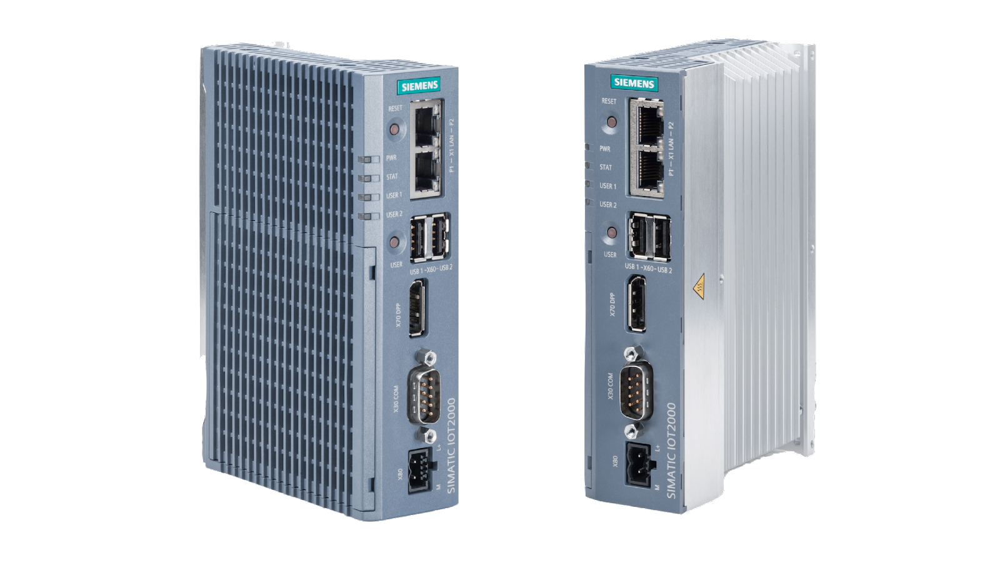 SIEMENS
RESET
P1 – X1 LAN – P2
PWR
STAT
USER 1
USER 2
USER
USB 1 -X60- USB 2
X70 DPP
X30 COM
L+
X80
M
SIMATIC IOT2000
SIEMENS
RESET
P1 – X1 LAN – P2
PWR
STAT
USER 1
USER 2
USER
USB 1 -X60- USB 2
X70 DPP
X30 COM
L+
X80
M
SIMATIC IOT2000